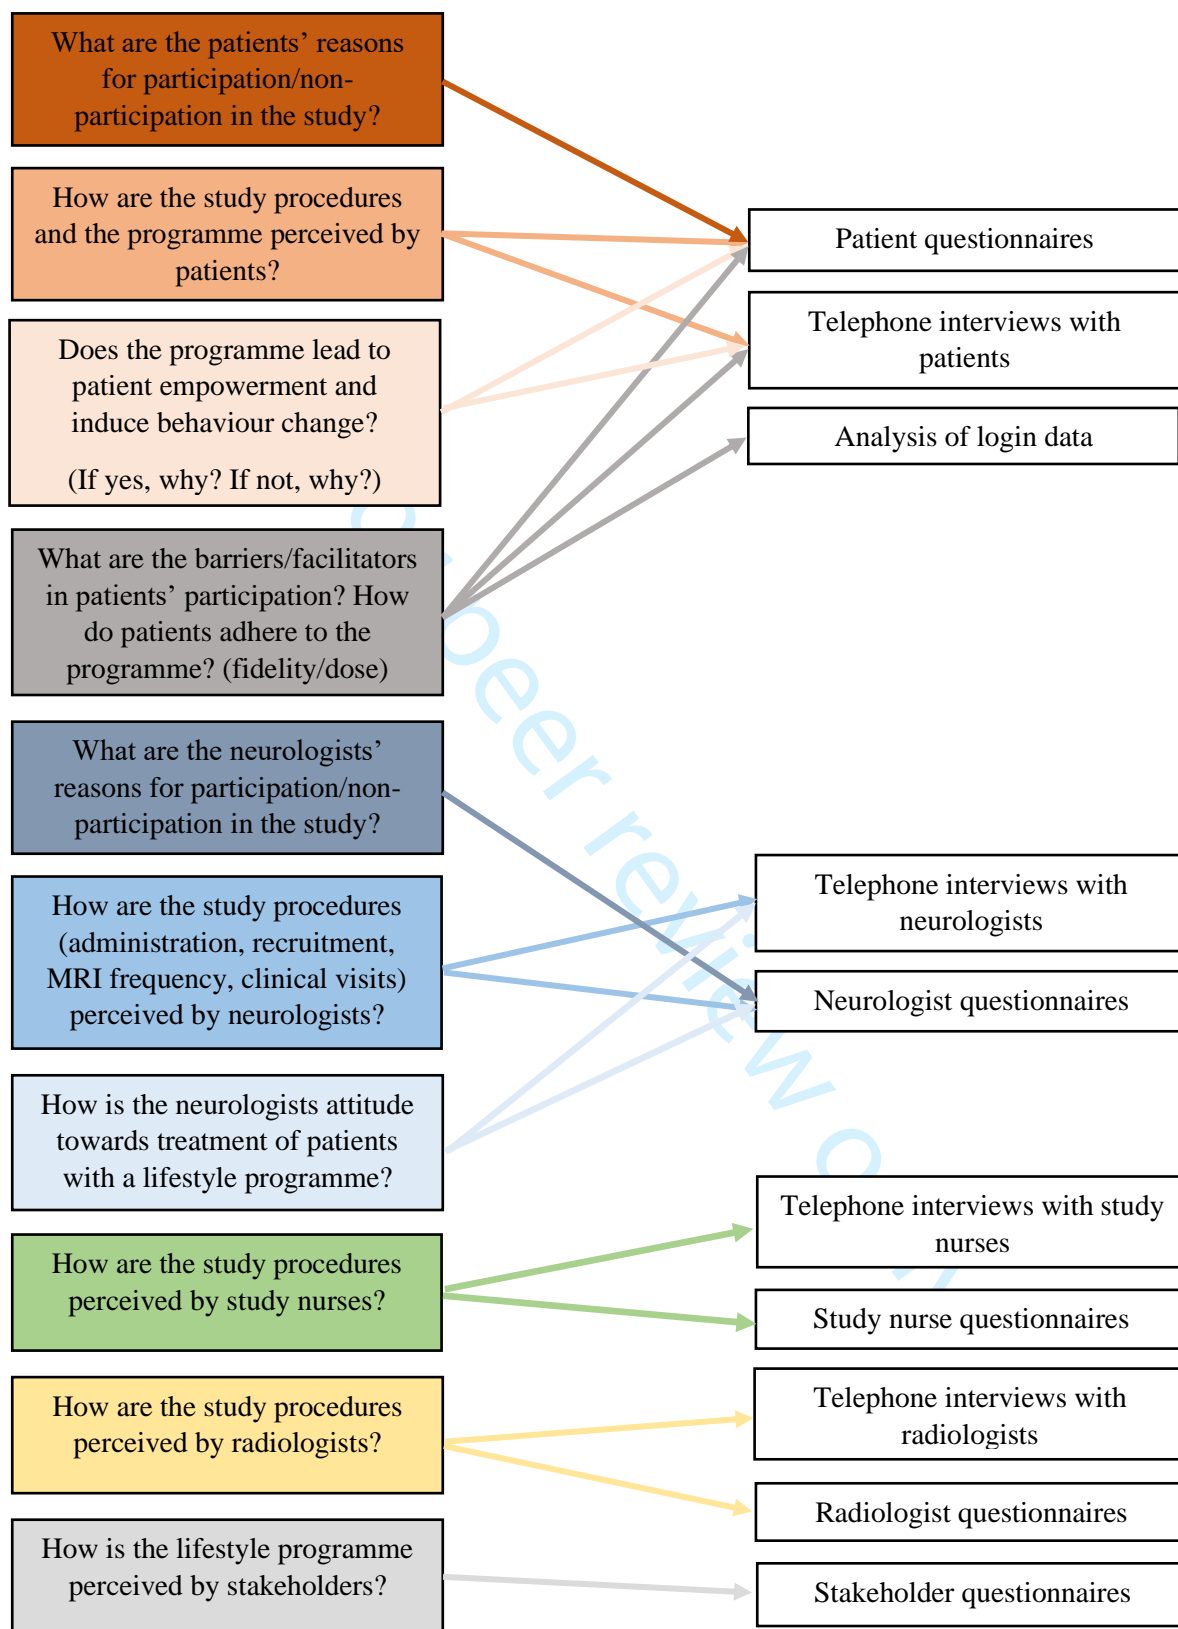 What are the patients’ reasons
for participation/non-
participation in the study?
How are the study procedures
and the programme perceived by
patients?
Does the programme lead to
patient empowerment and
induce behaviour change?
(If yes, why? If not, why?)
What are the barriers/facilitators
in patients’ participation? How
do patients adhere to the
programme? (fidelity/dose)
What are the neurologists’
reasons for participation/non-
participation in the study?
How are the study procedures
(administration, recruitment,
MRI frequency, clinical visits)
perceived by neurologists?
How is the neurologists attitude
towards treatment of patients
with a lifestyle programme?
How are the study procedures
perceived by study nurses?
How are the study procedures
perceived by radiologists?
How is the lifestyle programme
perceived by stakeholders?
Patient questionnaires
Telephone interviews with
patients
Analysis of login data
Telephone interviews with
neurologists
Neurologist questionnaires
Telephone interviews with study
nurses
Study nurse questionnaires
Telephone interviews with
radiologists
Radiologist questionnaires
Stakeholder questionnaires
peer review